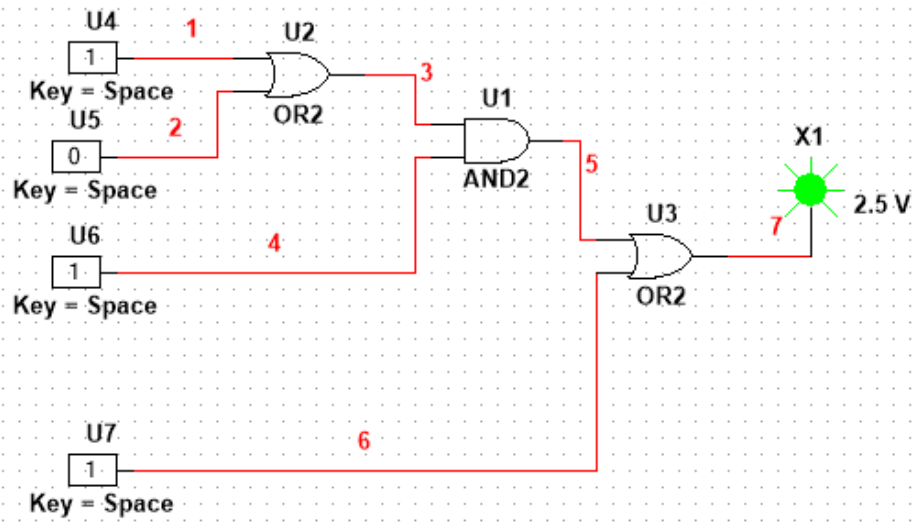 U4
1
1
Key = Space
U2
OR2
3
U5
0
2
Key = Space
U1
AND2
5
X1
2.5 V
7
U6
1
4
Key = Space
U3
OR2
U7
1
6
Key = Space